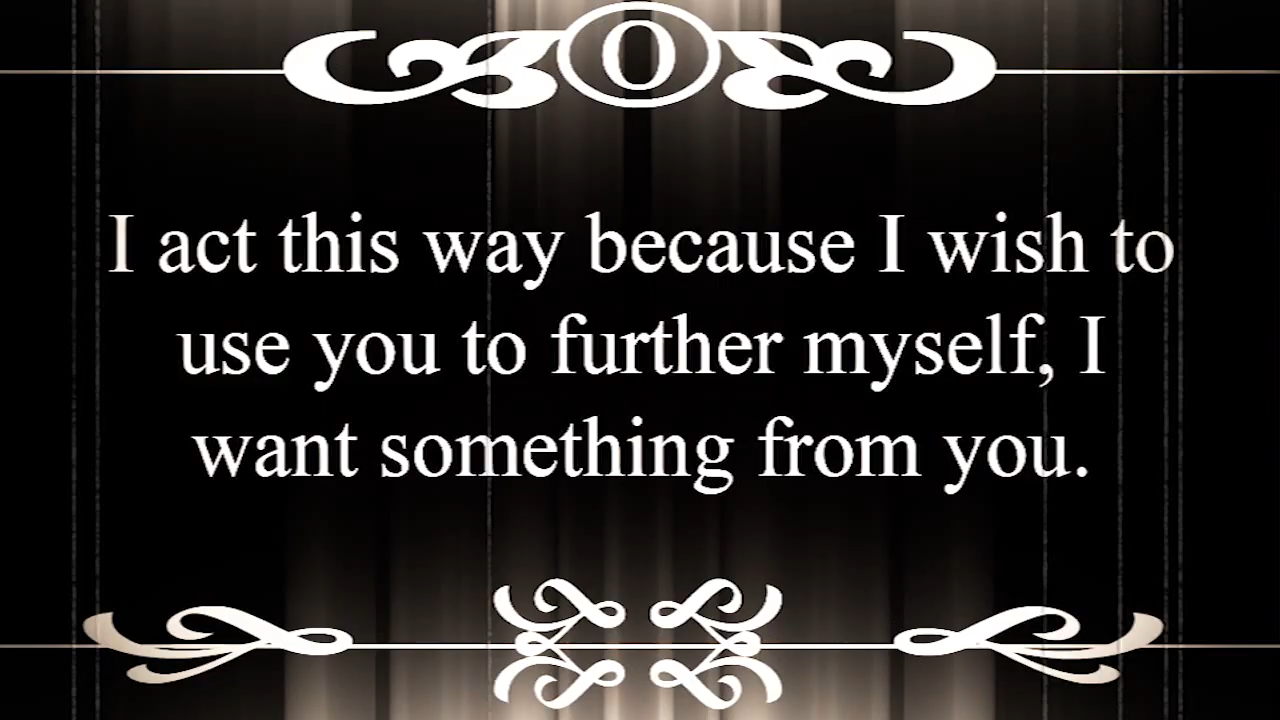 O
I act this way because I wish to
use you to further myself, I
want something from you.